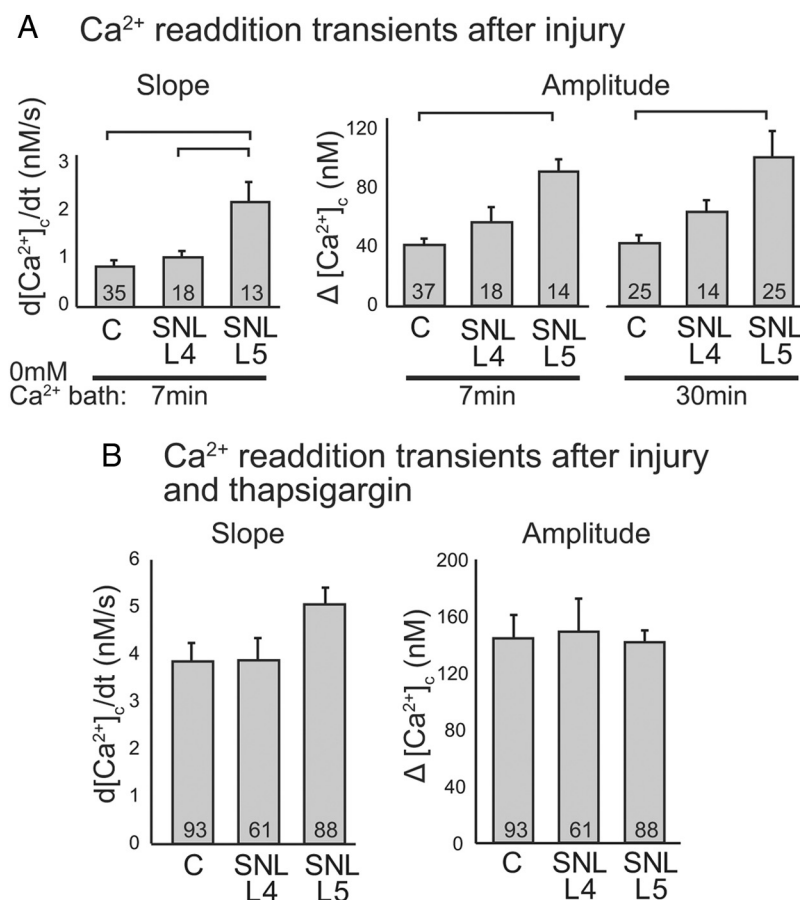 A Ca²⁺ readdition transients after injury
Slope
d[Ca²⁺]c/dt (nM/s)
3
2
1
0
35 18 13
C SNL L4 SNL L5
0mM
Ca²⁺ bath: 7min
Amplitude
Δ [Ca²⁺]c (nM)
120
80
40
0
37 18 14 25 14 25
C SNL L4 SNL L5 C SNL L4 SNL L5
7min 30min
B Ca²⁺ readdition transients after injury
and thapsigargin
Slope
d[Ca²⁺]c/dt (nM/s)
6
5
4
3
2
1
0
93 61 88
C SNL L4 SNL L5
Amplitude
Δ [Ca²⁺]c (nM)
200
160
120
80
40
0
93 61 88
C SNL L4 SNL L5